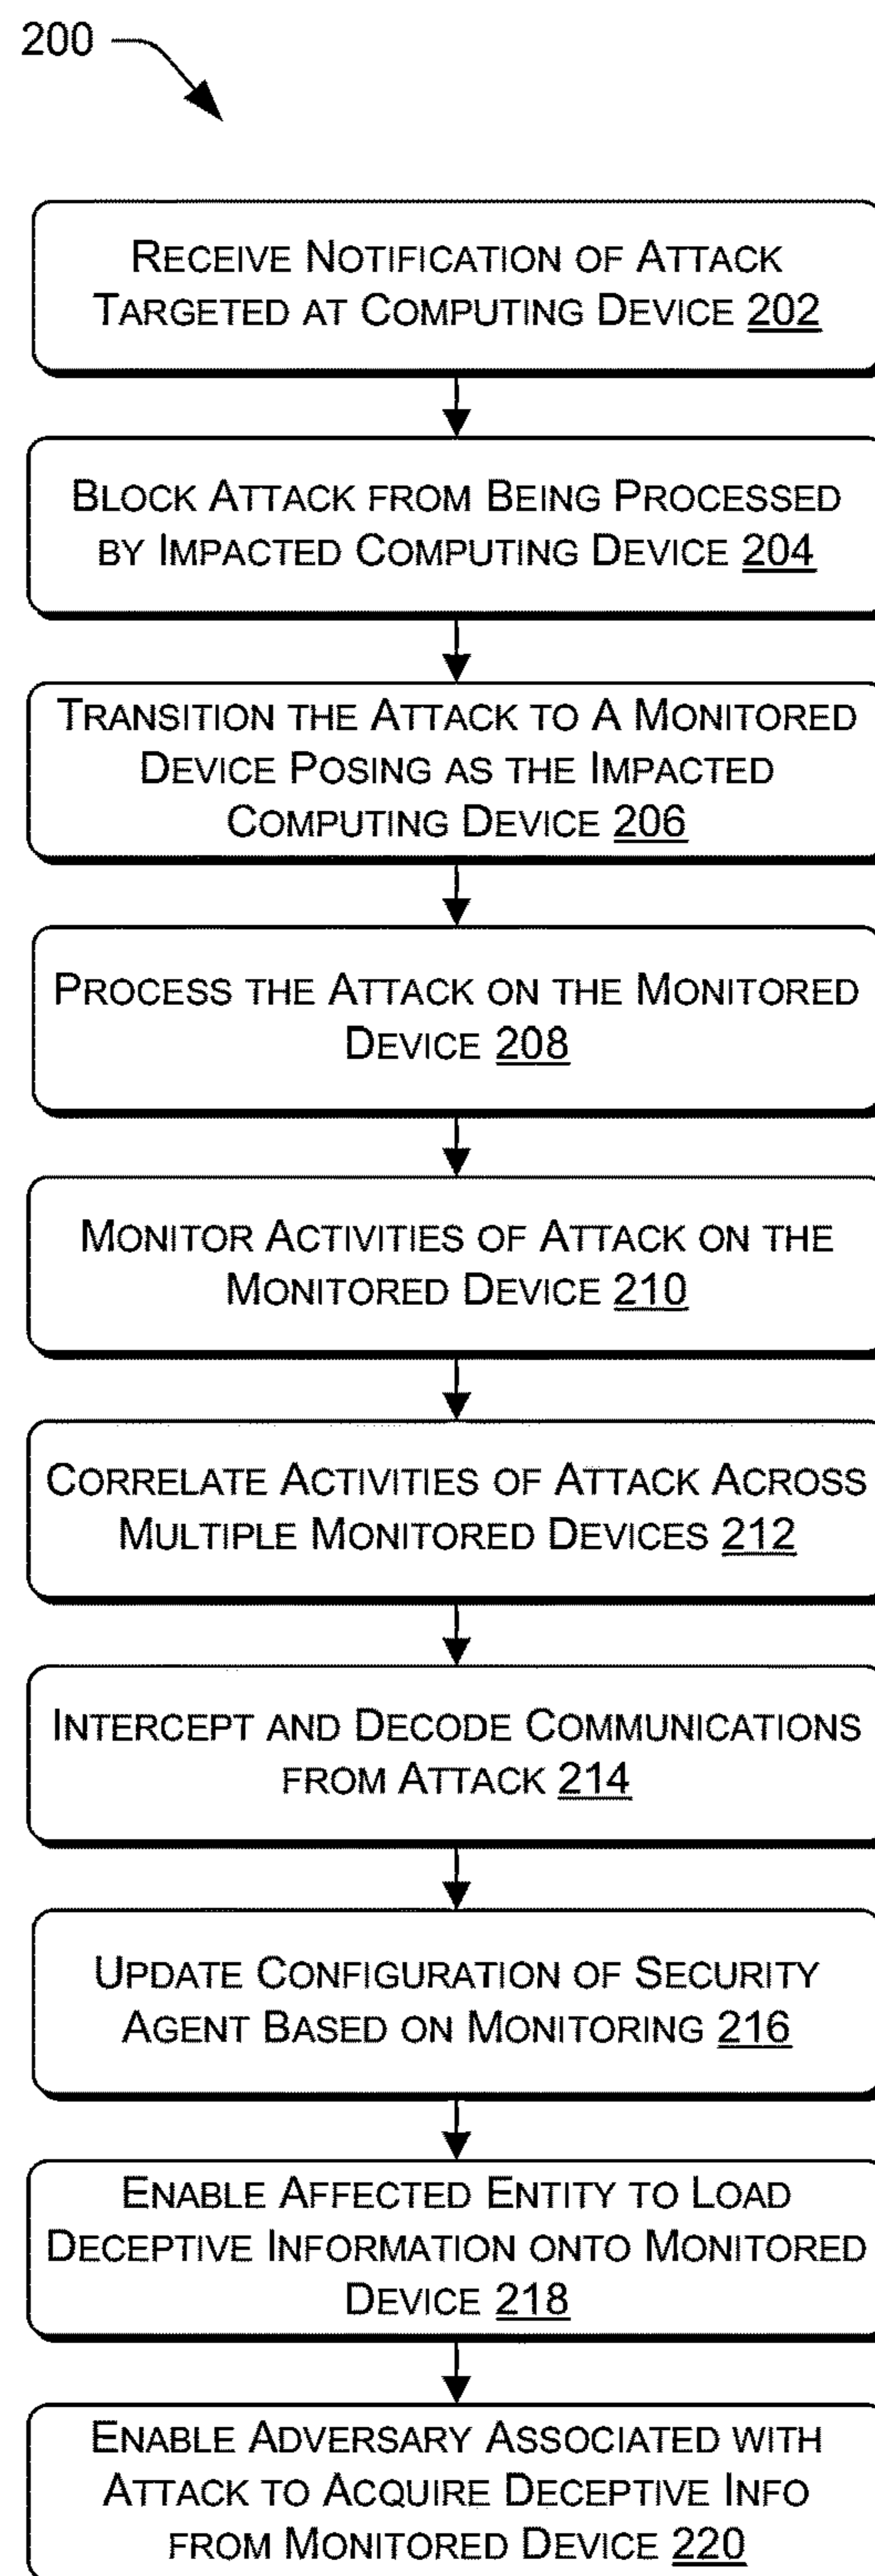 200
RECEIVE NOTIFICATION OF ATTACK
TARGETED AT COMPUTING DEVICE 202
BLOCK ATTACK FROM BEING PROCESSED
BY IMPACTED COMPUTING DEVICE 204
TRANSITION THE ATTACK TO A MONITORED
DEVICE POSING AS THE IMPACTED
COMPUTING DEVICE 206
PROCESS THE ATTACK ON THE MONITORED
DEVICE 208
MONITOR ACTIVITIES OF ATTACK ON THE
MONITORED DEVICE 210
CORRELATE ACTIVITIES OF ATTACK ACROSS
MULTIPLE MONITORED DEVICES 212
INTERCEPT AND DECODE COMMUNICATIONS
FROM ATTACK 214
UPDATE CONFIGURATION OF SECURITY
AGENT BASED ON MONITORING 216
ENABLE AFFECTED ENTITY TO LOAD
DECEPTIVE INFORMATION ONTO MONITORED
DEVICE 218
ENABLE ADVERSARY ASSOCIATED WITH
ATTACK TO ACQUIRE DECEPTIVE INFO
FROM MONITORED DEVICE 220